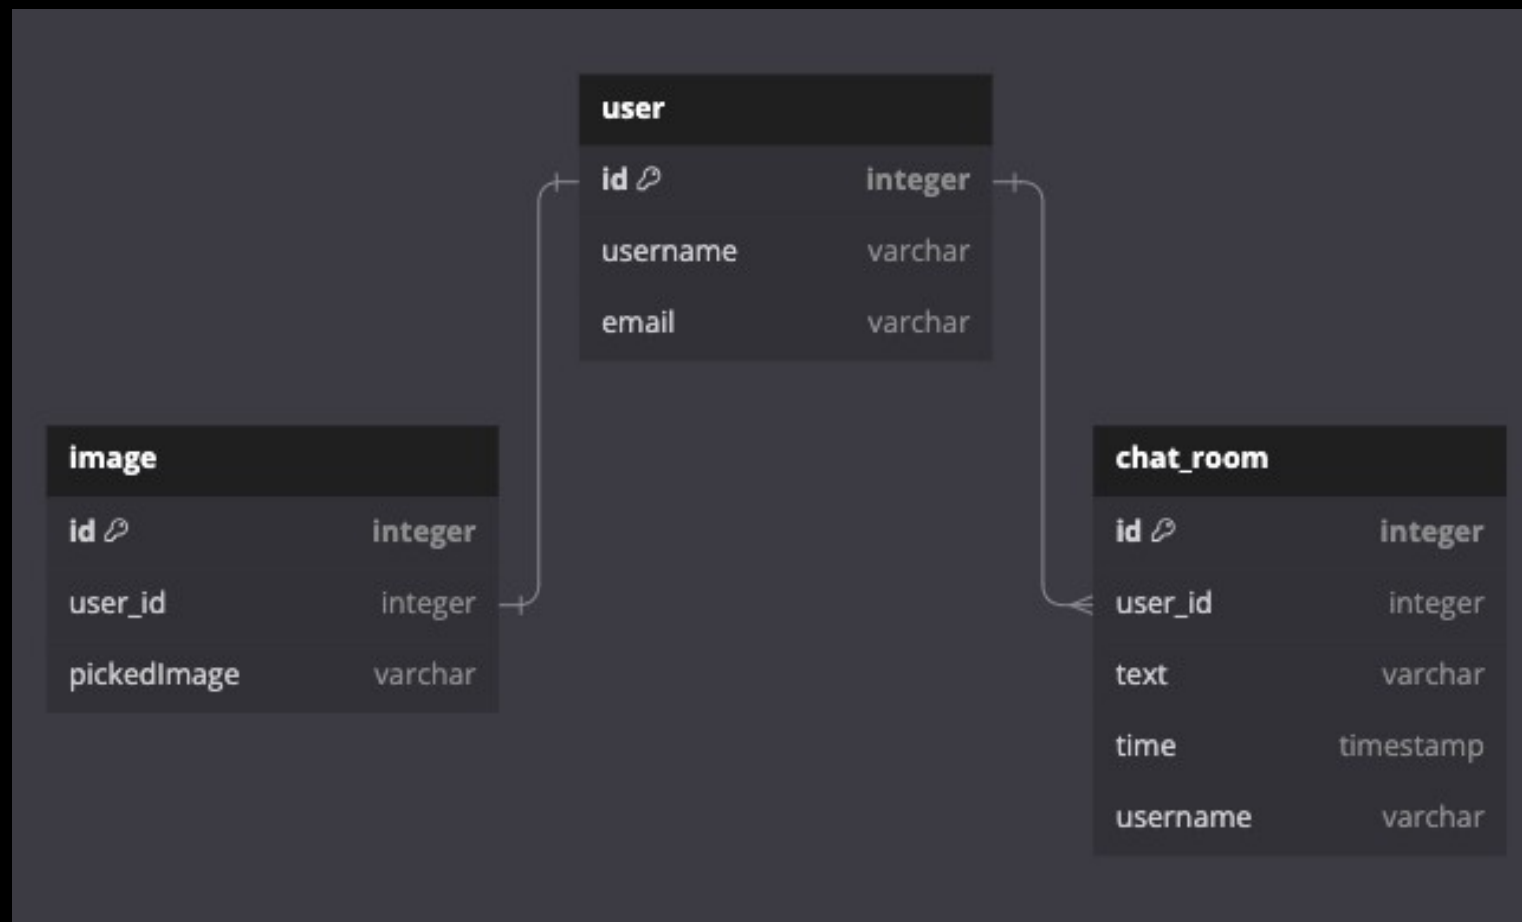 user
id integer
username varchar
email varchar
image
id integer
user_id integer
pickedImage varchar
chat_room
id integer
user_id integer
text varchar
time timestamp
username varchar